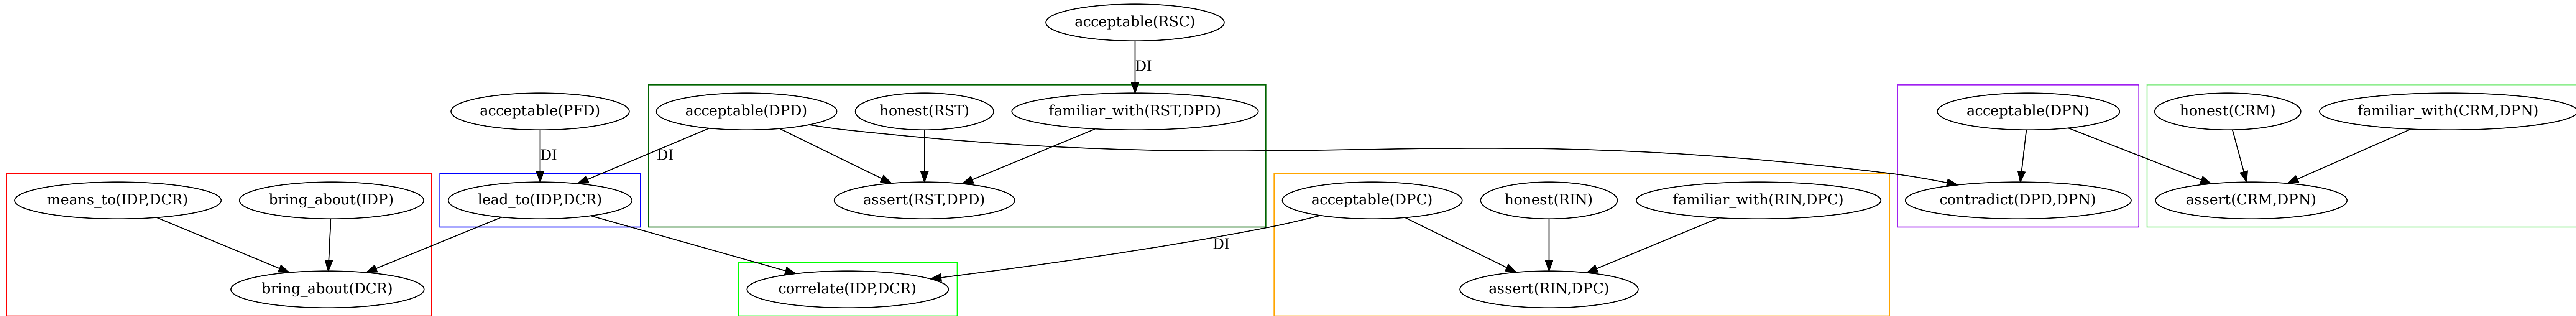 acceptable(RSC)
DI
acceptable(PFD)
acceptable(DPD)
honest(RST)
familiar_with(RST,DPD)
acceptable(DPN)
honest(CRM)
familiar_with(CRM,DPN)
DI
DI
means_to(IDP,DCR)
bring_about(IDP)
lead_to(IDP,DCR)
assert(RST,DPD)
acceptable(DPC)
honest(RIN)
familiar_with(RIN,DPC)
contradict(DPD,DPN)
assert(CRM,DPN)
DI
bring_about(DCR)
correlate(IDP,DCR)
assert(RIN,DPC)